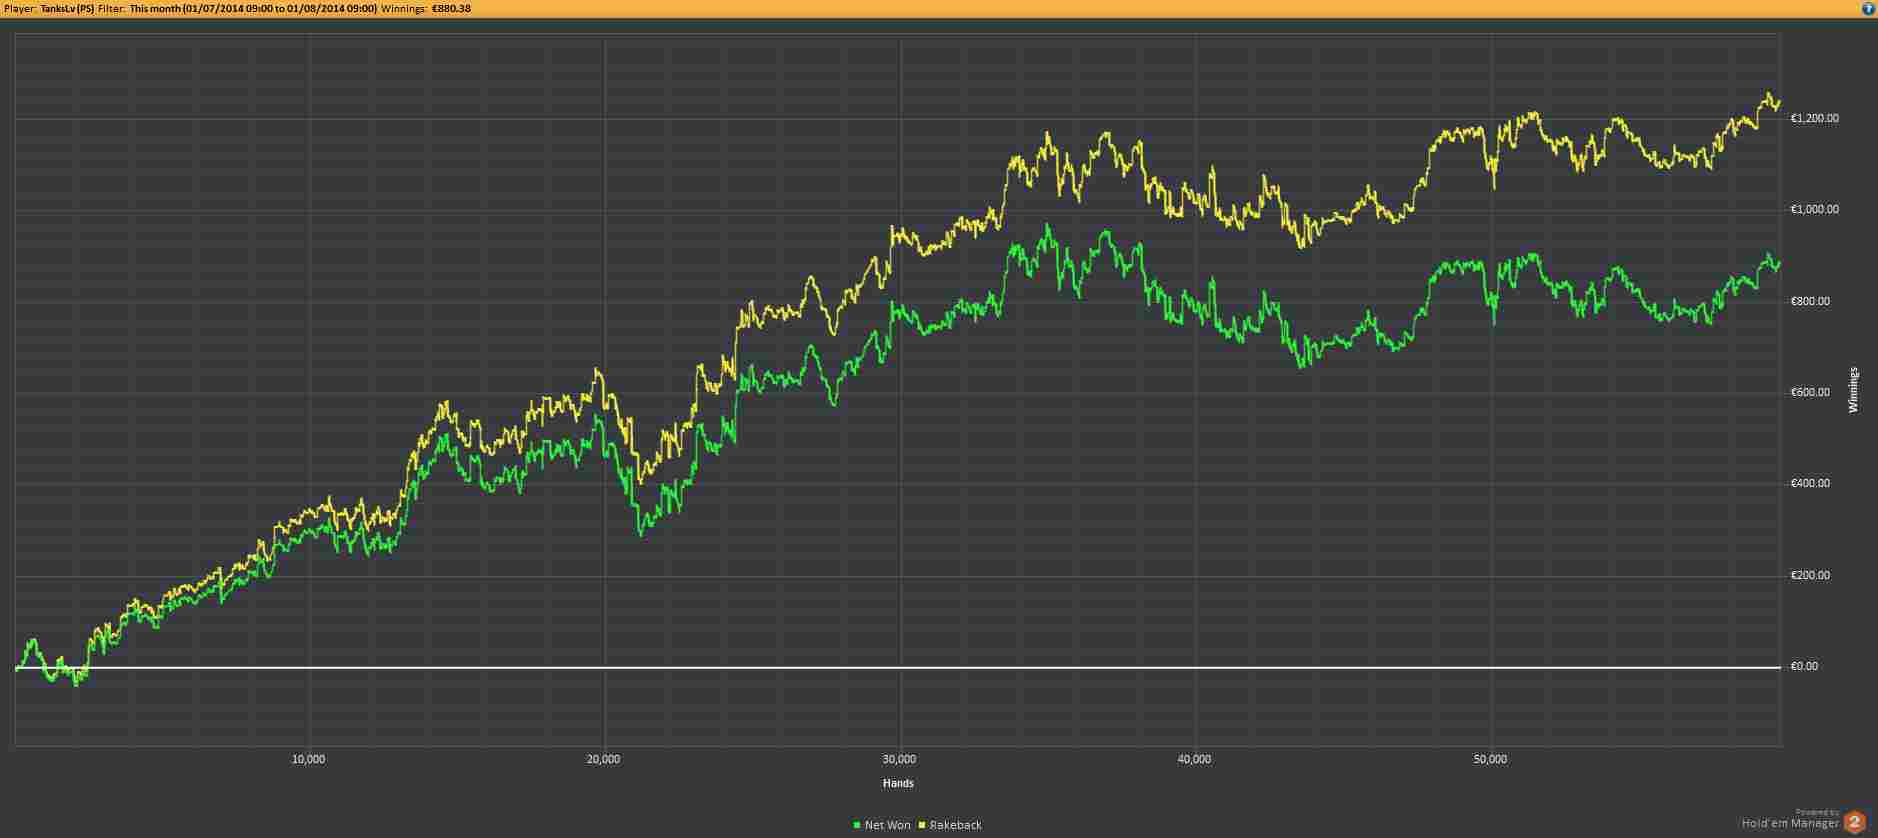 Player: TanksLv (PS) Filter: This month (01/07/2014 09:00 to 01/08/2014 09:00) Winnings: €880.38
?
€1,200.00
€1,000.00
€800.00
€600.00
€400.00
€200.00
€0.00
Winnings
10,000 20,000 30,000 40,000 50,000
Hands
Net Won Rakeback
Powered by
Hold'em Manager 2